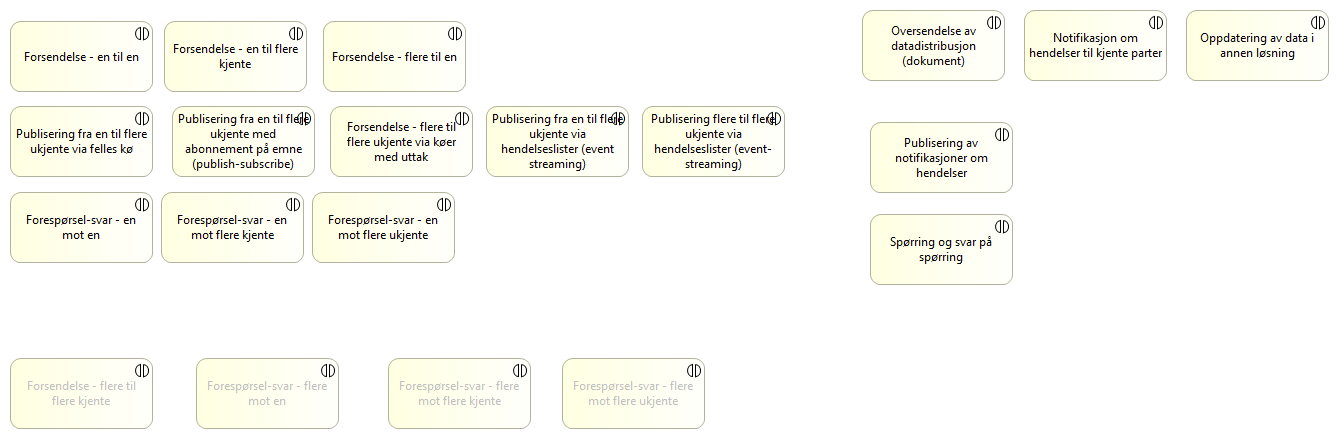 Forsendelse - en til en
Forsendelse - en til flere
kjente
Forsendelse - flere til en
Oversendelse av
datadistribusjon
(dokument)
Notifikasjon om
hendelser til kjente parter
Oppdatering av data i
annen løsning
Publisering fra en til flere
ukjente via felles kø
Publisering fra en til flere
ukjente med
abonnement på emne
(publish-subscribe)
Forsendelse - flere til
flere ukjente via køer
med uttak
Publisering fra en til flere
ukjente via
hendelseslister (event
streaming)
Publisering flere til flere
ukjente via
hendelseslister (event-
streaming)
Publisering av
notifikasjoner om
hendelser
Forespørsel-svar - en
mot en
Forespørsel-svar - en
mot flere kjente
Forespørsel-svar - en
mot flere ukjente
Spørring og svar på
spørring
Forsendelse - flere til
flere kjente
Forespørsel-svar - flere
mot en
Forespørsel-svar - flere
mot flere kjente
Forespørsel-svar - flere
mot flere ukjente